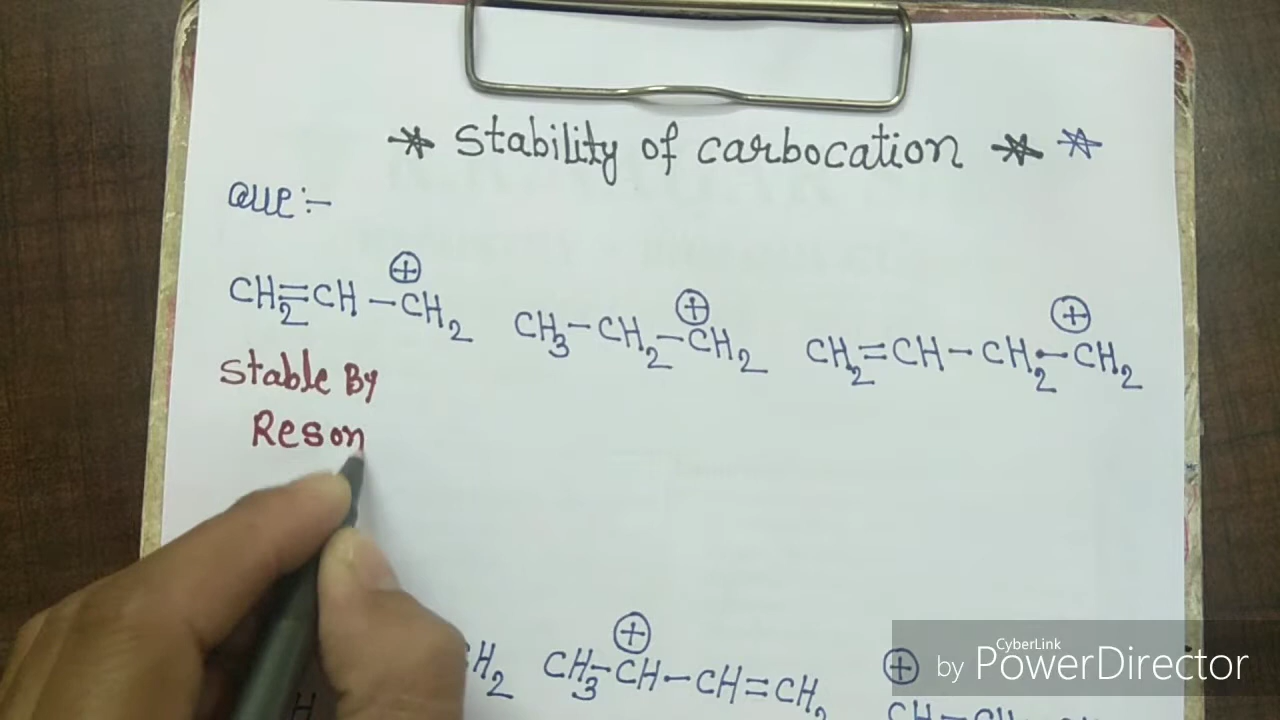 * Stability of carbocation * *
Que:-
CH₂=CH-CH₂ ⊕
CH₃-CH₂-CH₂ ⊕
CH₂=CH-CH₂-CH₂ ⊕
Stable By
Reson
H₂
CH₃-CH-CH=CH₂ ⊕
⊕
H
CyberLink
by PowerDirector